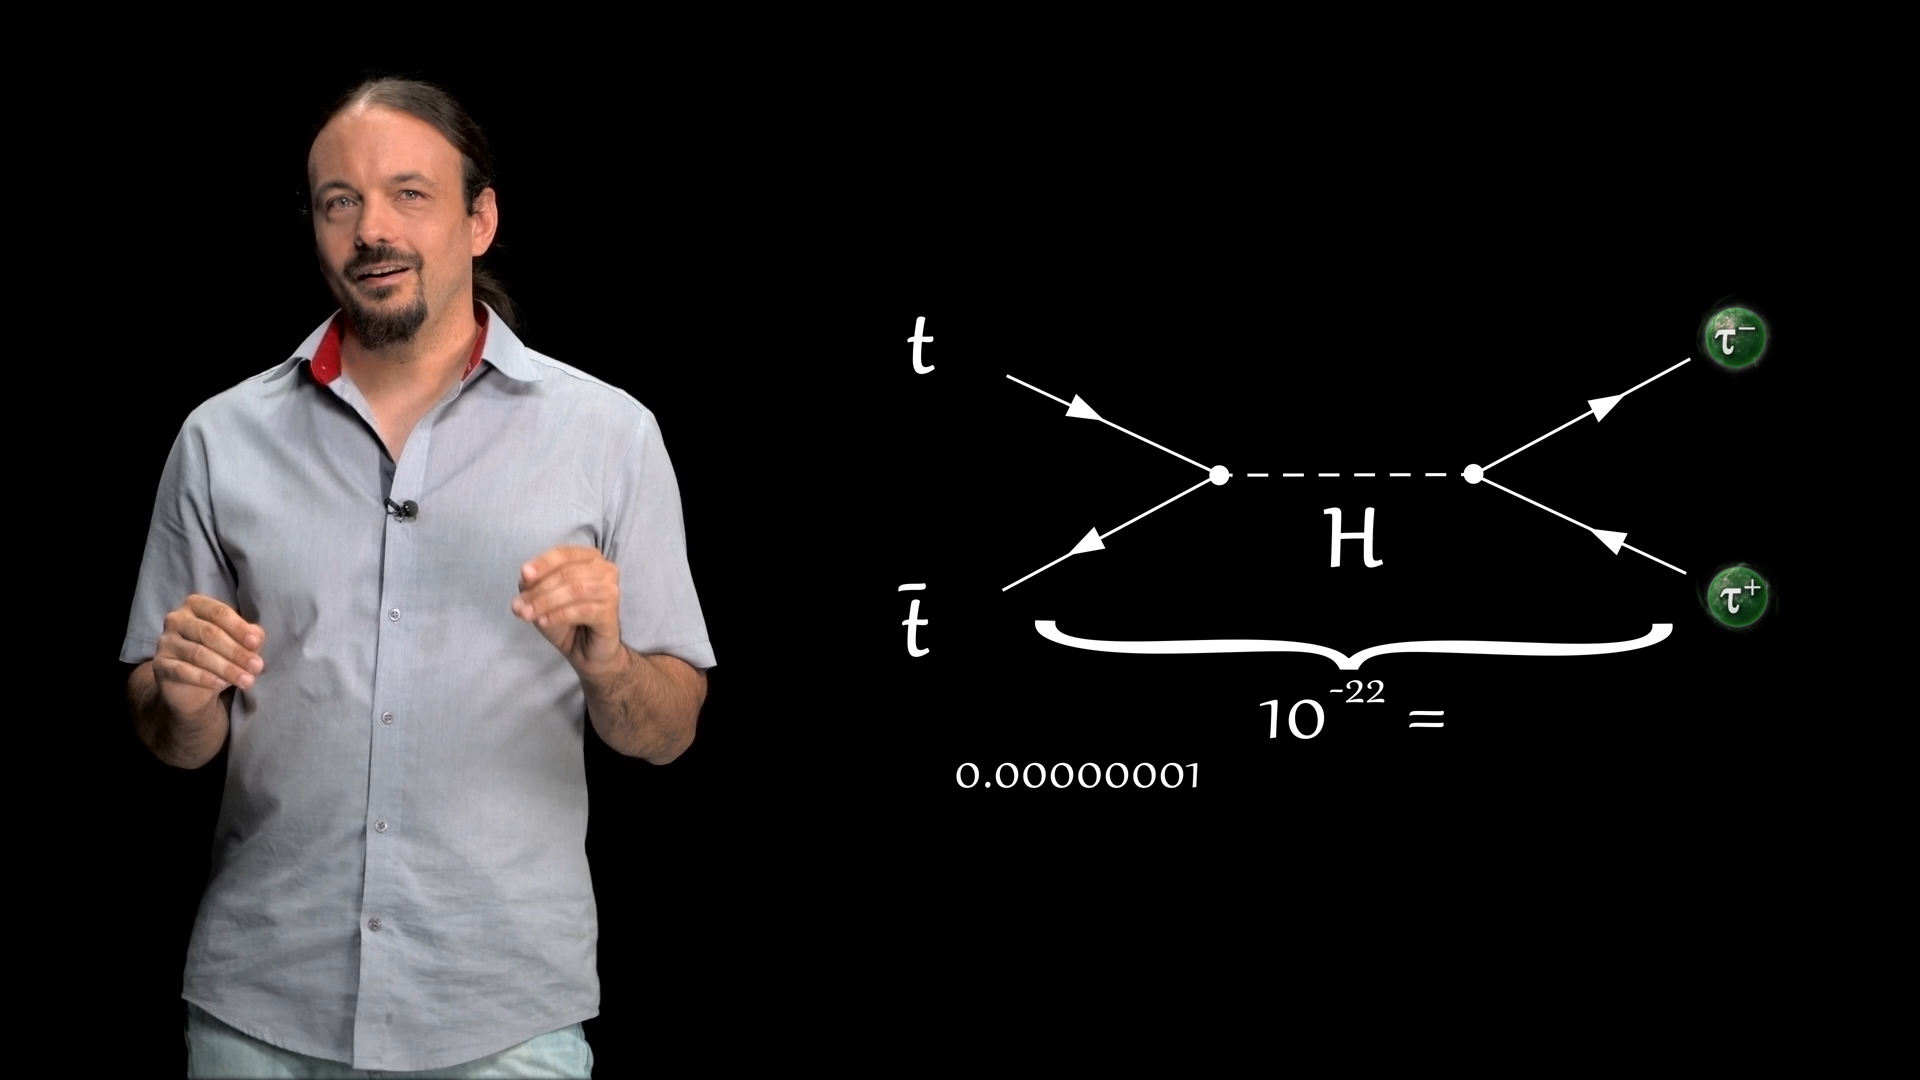 t
τ⁻
H
t̄
τ⁺
10⁻²² =
0.00000001